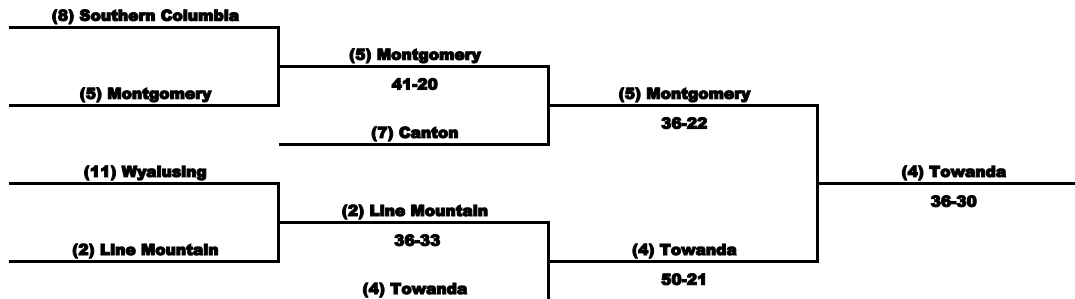 (8) Southern Columbia
(5) Montgomery
41-20
(5) Montgomery
(5) Montgomery
36-22
(7) Canton
(11) Wyalusing
(4) Towanda
36-30
(2) Line Mountain
36-33
(2) Line Mountain
(4) Towanda
50-21
(4) Towanda